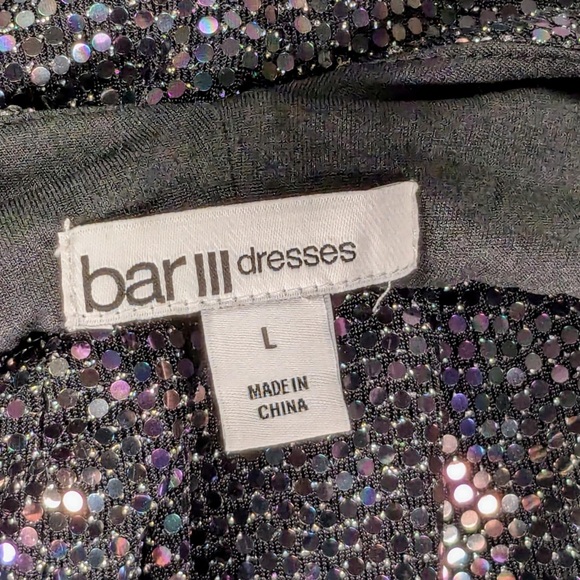 bar III dresses
L
MADE IN
CHINA